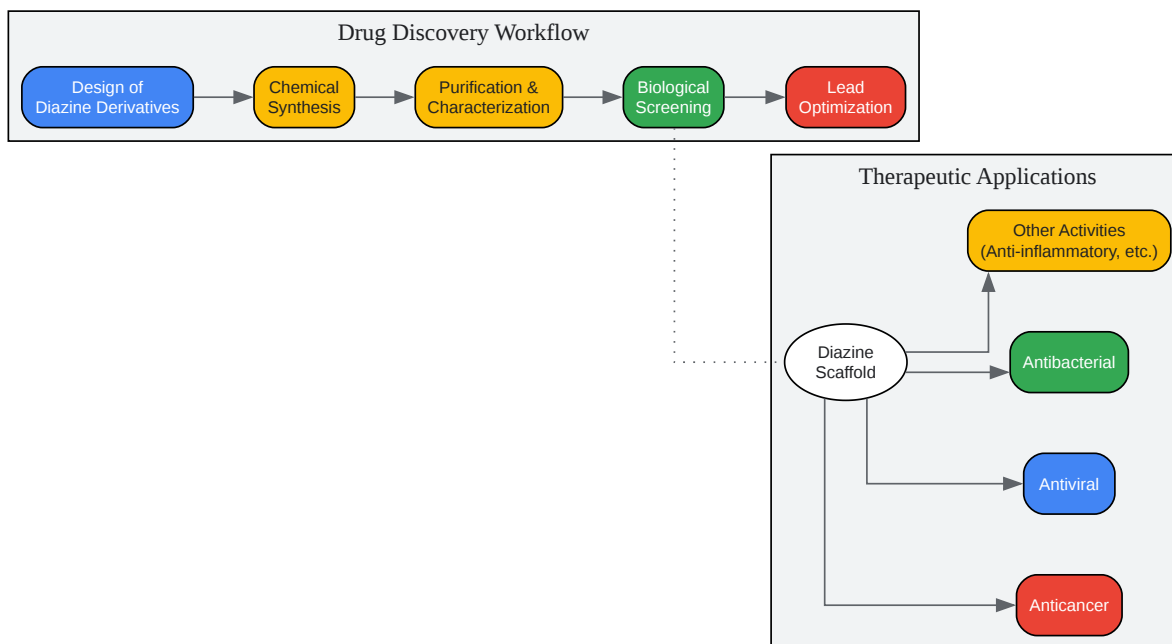 Drug Discovery Workflow
Design of
Diazine Derivatives
Chemical
Synthesis
Purification &
Characterization
Biological
Screening
Lead
Optimization
Therapeutic Applications
Other Activities
(Anti-inflammatory, etc.)
Diazine
Scaffold
Antibacterial
Antiviral
Anticancer